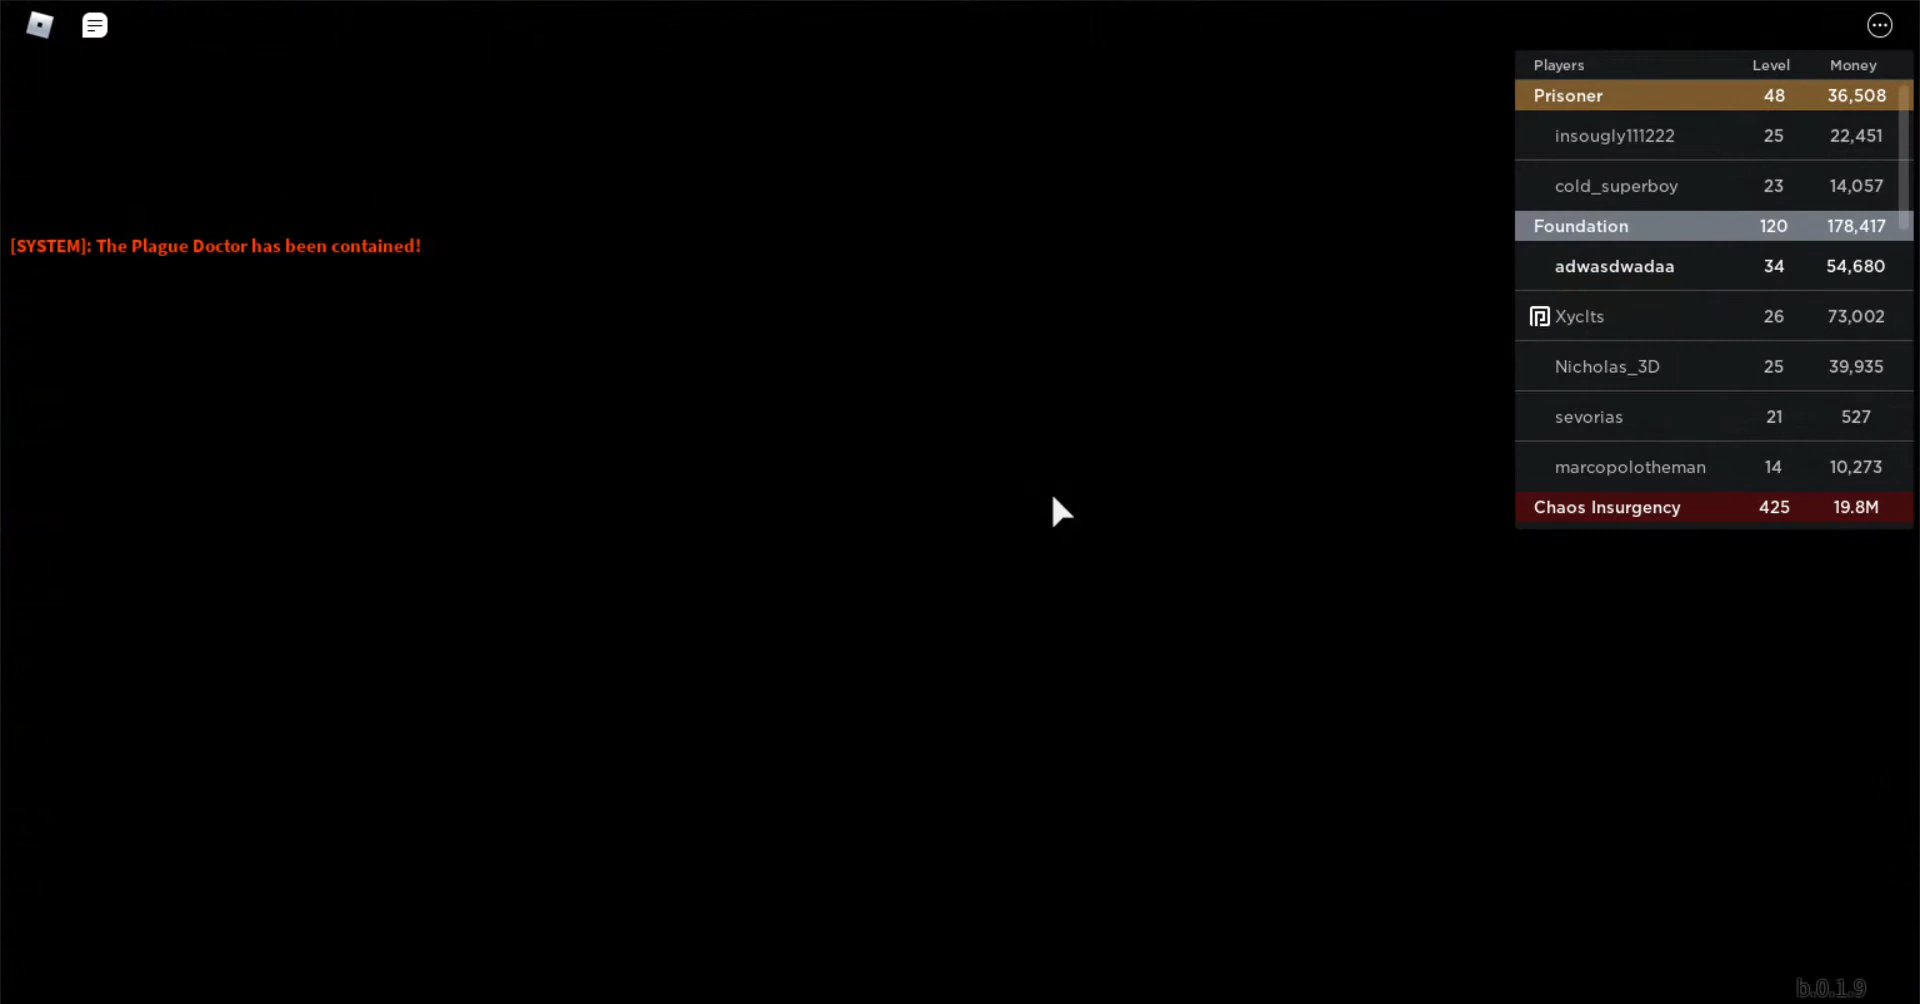 Players Level Money
Prisoner 48 36,508
insougly111222 25 22,451
cold_superboy 23 14,057
Foundation 120 178,417
[SYSTEM]: The Plague Doctor has been contained!
adwasdwadaa 34 54,680
Xyclts 26 73,002
Nicholas_3D 25 39,935
sevorias 21 527
marcopolotheman 14 10,273
Chaos Insurgency 425 19.8M
b.0.1.9